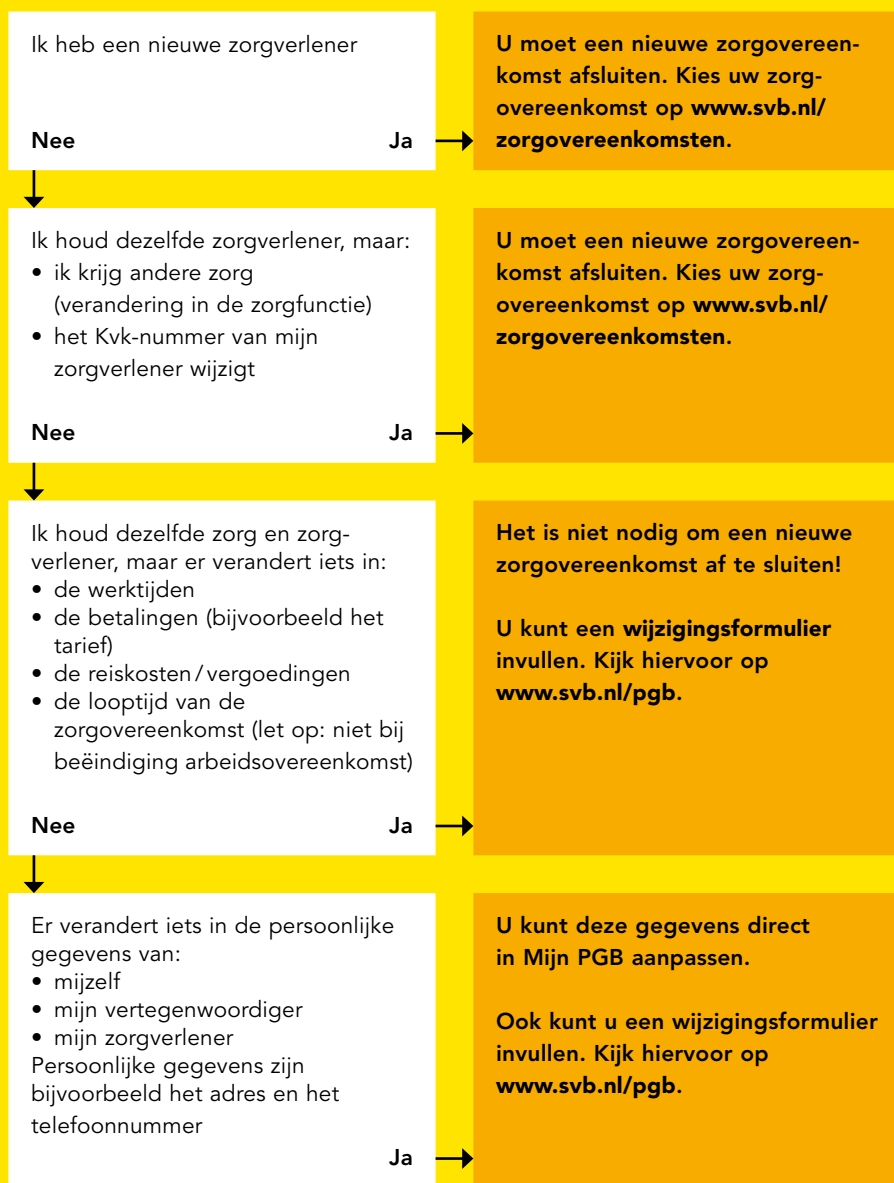 Ik heb een nieuwe zorgverlener
Nee Ja
U moet een nieuwe zorgovereen-
komst afsluiten. Kies uw zorg-
overeenkomst op www.svb.nl/
zorgovereenkomsten.
Ik houd dezelfde zorgverlener, maar:
• ik krijg andere zorg
(verandering in de zorgfunctie)
• het Kvk-nummer van mijn
zorgverlener wijzigt
Nee Ja
U moet een nieuwe zorgovereen-
komst afsluiten. Kies uw zorg-
overeenkomst op www.svb.nl/
zorgovereenkomsten.
Ik houd dezelfde zorg en zorg-
verlener, maar er verandert iets in:
• de werktijden
• de betalingen (bijvoorbeeld het
tarief)
• de reiskosten/vergoedingen
• de looptijd van de
zorgovereenkomst (let op: niet bij
beëindiging arbeidsovereenkomst)
Nee Ja
Het is niet nodig om een nieuwe
zorgovereenkomst af te sluiten!
U kunt een wijzigingsformulier
invullen. Kijk hiervoor op
www.svb.nl/pgb.
Er verandert iets in de persoonlijke
gegevens van:
• mijzelf
• mijn vertegenwoordiger
• mijn zorgverlener
Persoonlijke gegevens zijn
bijvoorbeeld het adres en het
telefoonnummer
Ja
U kunt deze gegevens direct
in Mijn PGB aanpassen.
Ook kunt u een wijzigingsformulier
invullen. Kijk hiervoor op
www.svb.nl/pgb.